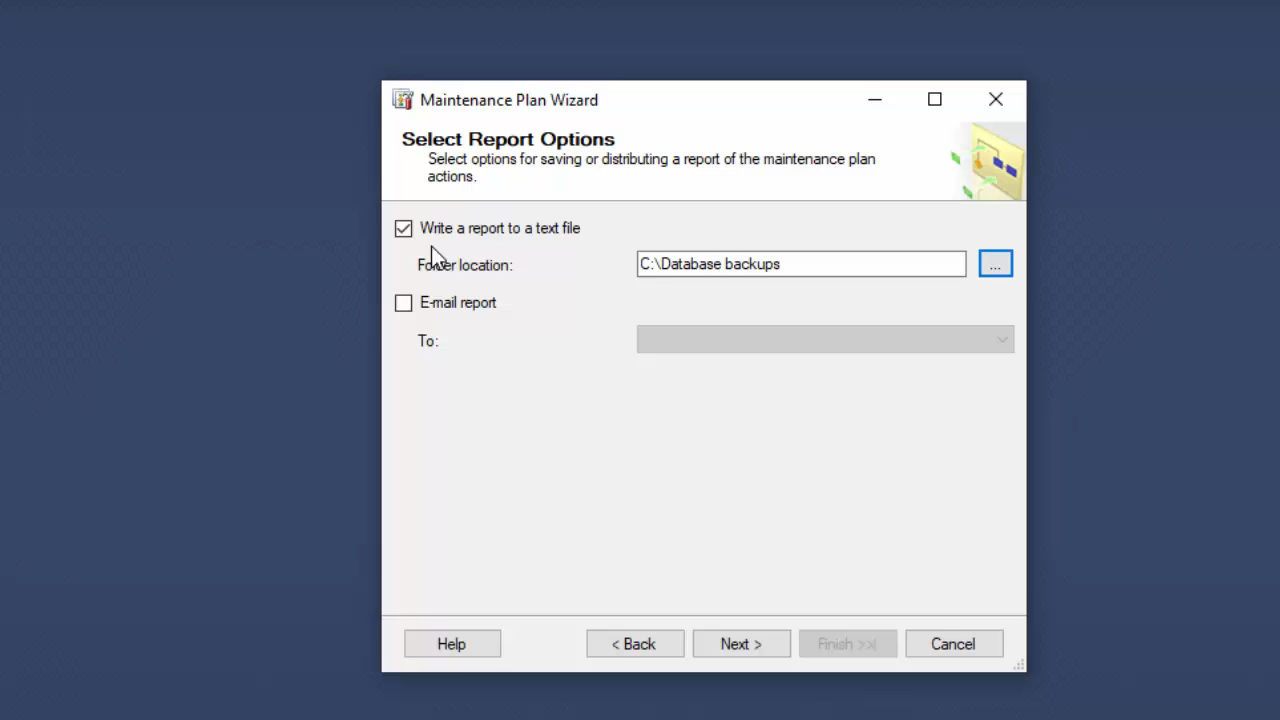 Maintenance Plan Wizard
Select Report Options
Select options for saving or distributing a report of the maintenance plan
actions.
Write a report to a text file
Folder location:
C:\Database backups
...
E-mail report
To:
Help
< Back
Next >
Finish >>|
Cancel